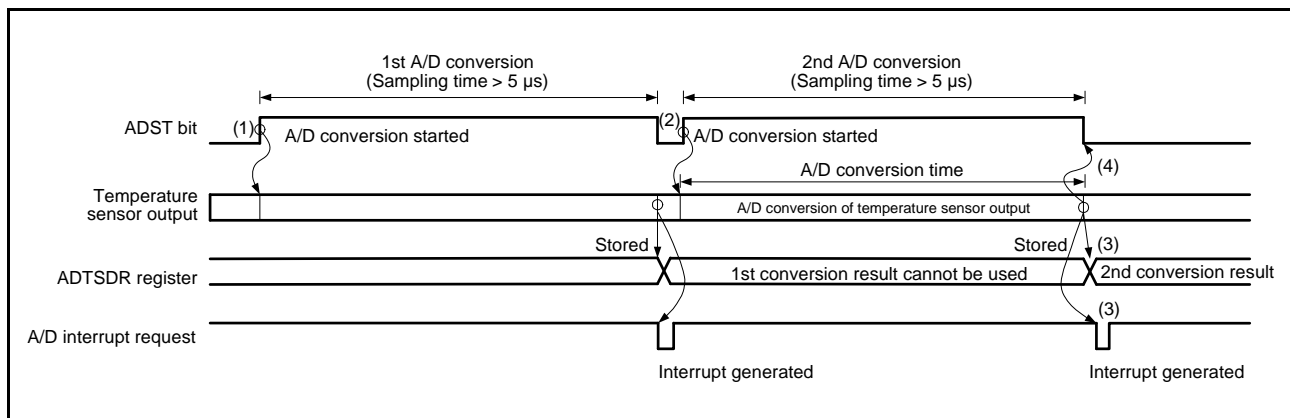 1st A/D conversion
(Sampling time > 5 µs)
2nd A/D conversion
(Sampling time > 5 µs)
ADST bit
(1)
A/D conversion started
(2)
A/D conversion started
(4)
A/D conversion time
Temperature
sensor output
A/D conversion of temperature sensor output
Stored
Stored
(3)
ADTSDR register
1st conversion result cannot be used
2nd conversion result
A/D interrupt request
(3)
Interrupt generated
Interrupt generated